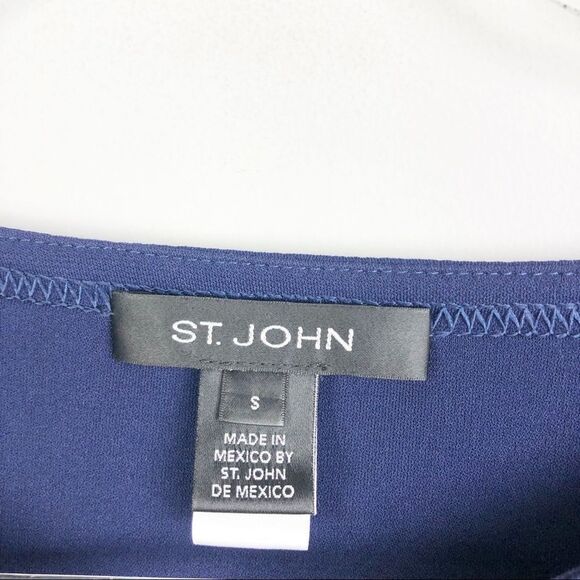 ST. JOHN
S
MADE IN
MEXICO BY
ST. JOHN
DE MEXICO